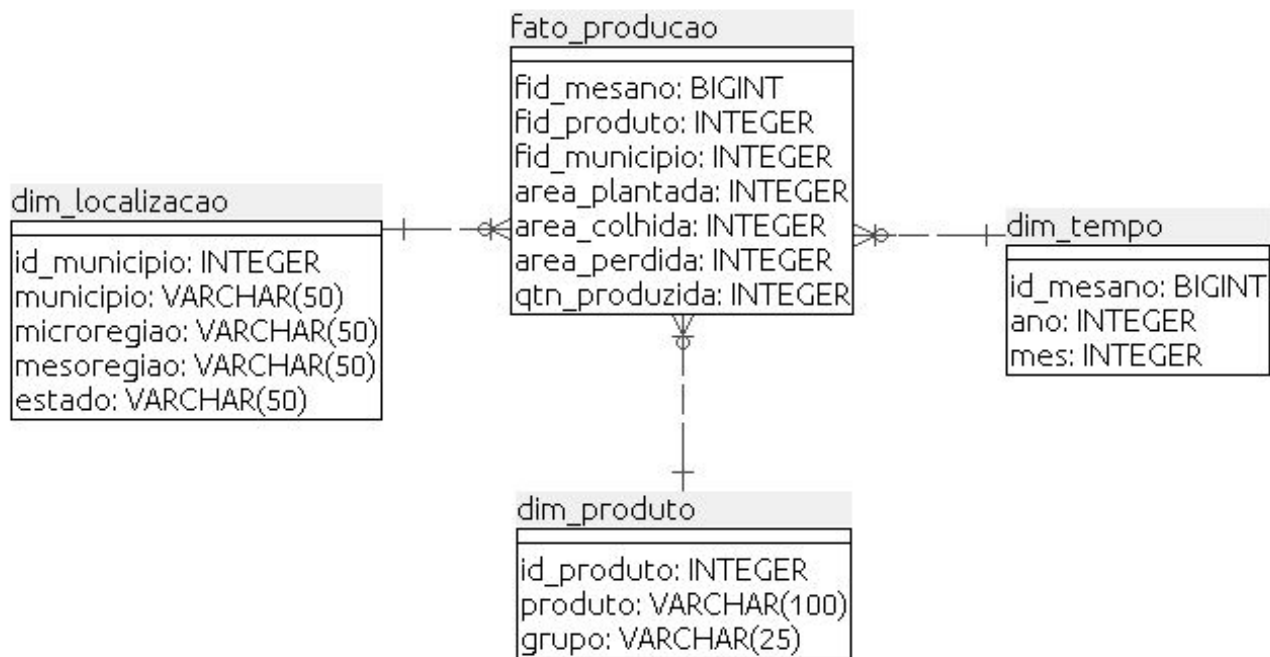 fato_producao
fid_mesano: BIGINT
fid_produto: INTEGER
fid_municipio: INTEGER
area_plantada: INTEGER
area_colhida: INTEGER
area_perdida: INTEGER
qtn_produzida: INTEGER
dim_localizacao
id_municipio: INTEGER
municipio: VARCHAR(50)
microregiao: VARCHAR(50)
mesoregiao: VARCHAR(50)
estado: VARCHAR(50)
dim_tempo
id_mesano: BIGINT
ano: INTEGER
mes: INTEGER
dim_produto
id_produto: INTEGER
produto: VARCHAR(100)
grupo: VARCHAR(25)